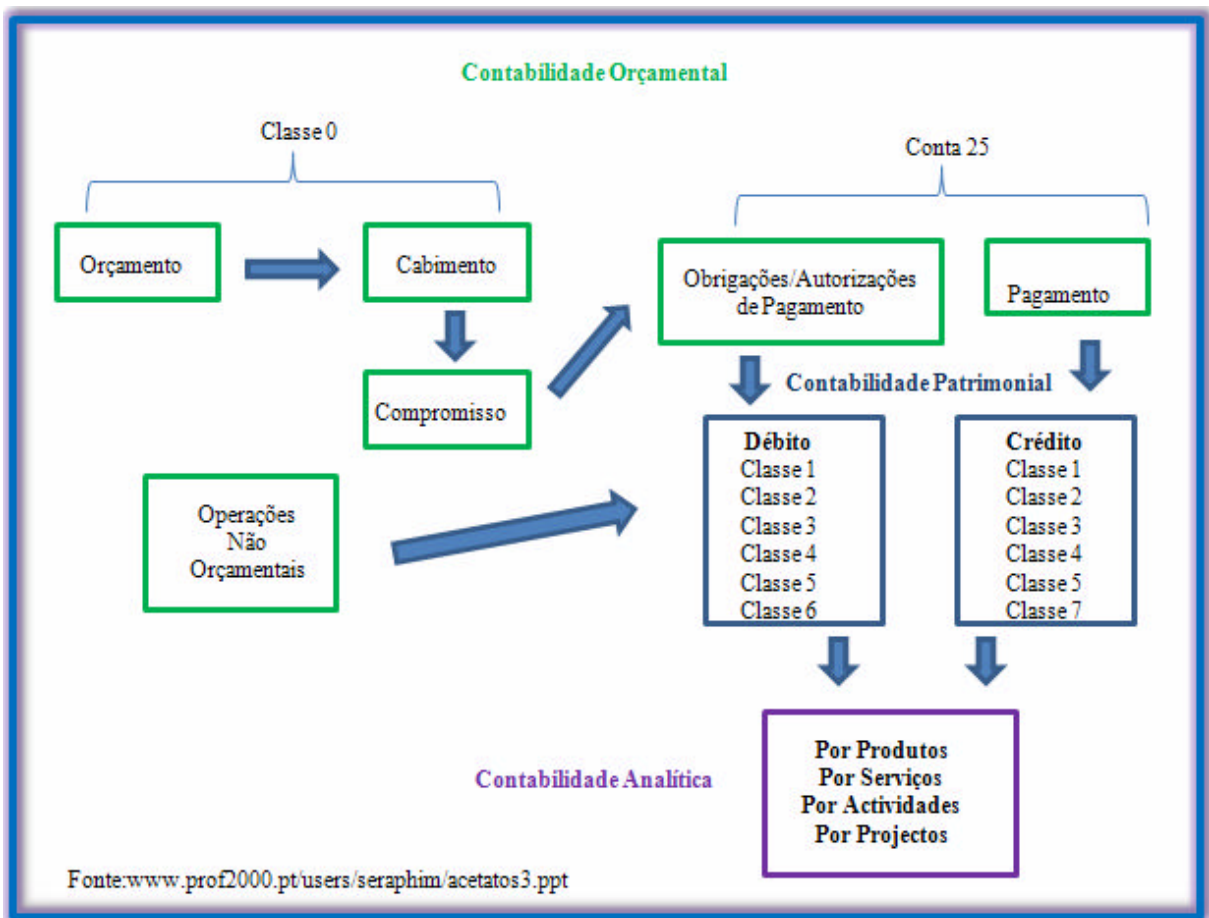 Contabilidade Orçamental
Classe 0
Conta 25
Orçamento
Cabimento
Obrigações/Autorizações
de Pagamento
Pagamento
Compromisso
Contabilidade Patrimonial
Operações
Não
Orçamentais
Débito
Classe 1
Classe 2
Classe 3
Classe 4
Classe 5
Classe 6
Crédito
Classe 1
Classe 2
Classe 3
Classe 4
Classe 5
Classe 7
Contabilidade Analítica
Por Produtos
Por Serviços
Por Actividades
Por Projectos
Fonte:www.prof2000.pt/users/seraphim/acetatos3.ppt